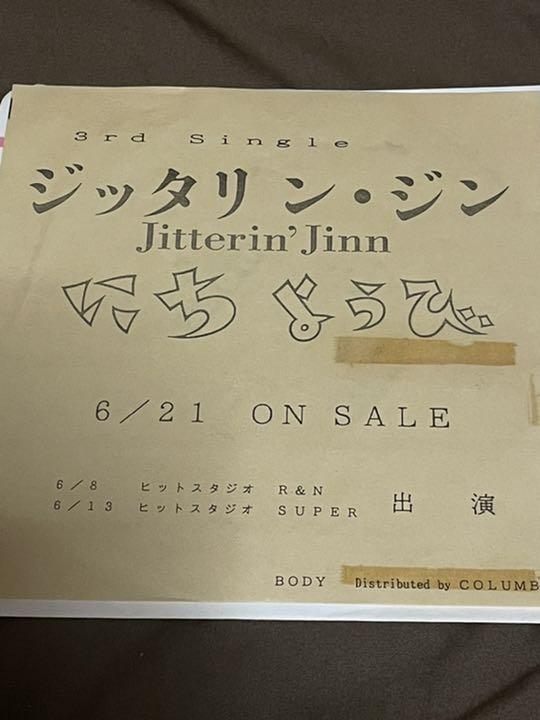 3rd Single
ジッタリン・ジン
Jitterin' Jinn
にちようび
6/21 ON SALE
6/8 ヒットスタジオ R&N
6/13 ヒットスタジオ SUPER 出演
BODY Distributed by COLUMB